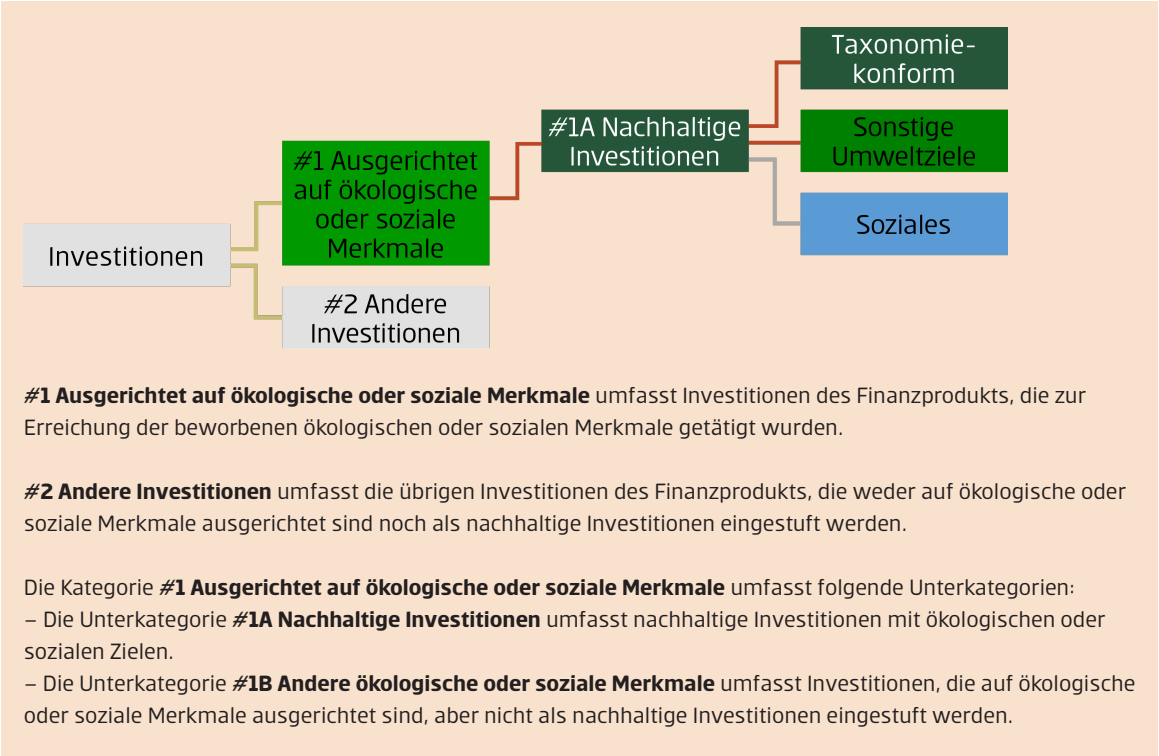 Taxonomie-
konform
#1A Nachhaltige
Investitionen
Sonstige
Umweltziele
#1 Ausgerichtet
auf ökologische
oder soziale
Merkmale
Soziales
Investitionen
#2 Andere
Investitionen
#1 Ausgerichtet auf ökologische oder soziale Merkmale umfasst Investitionen des Finanzprodukts, die zur
Erreichung der beworbenen ökologischen oder sozialen Merkmale getätigt wurden.
#2 Andere Investitionen umfasst die übrigen Investitionen des Finanzprodukts, die weder auf ökologische oder
soziale Merkmale ausgerichtet sind noch als nachhaltige Investitionen eingestuft werden.
Die Kategorie #1 Ausgerichtet auf ökologische oder soziale Merkmale umfasst folgende Unterkategorien:
– Die Unterkategorie #1A Nachhaltige Investitionen umfasst nachhaltige Investitionen mit ökologischen oder
sozialen Zielen.
– Die Unterkategorie #1B Andere ökologische oder soziale Merkmale umfasst Investitionen, die auf ökologische
oder soziale Merkmale ausgerichtet sind, aber nicht als nachhaltige Investitionen eingestuft werden.